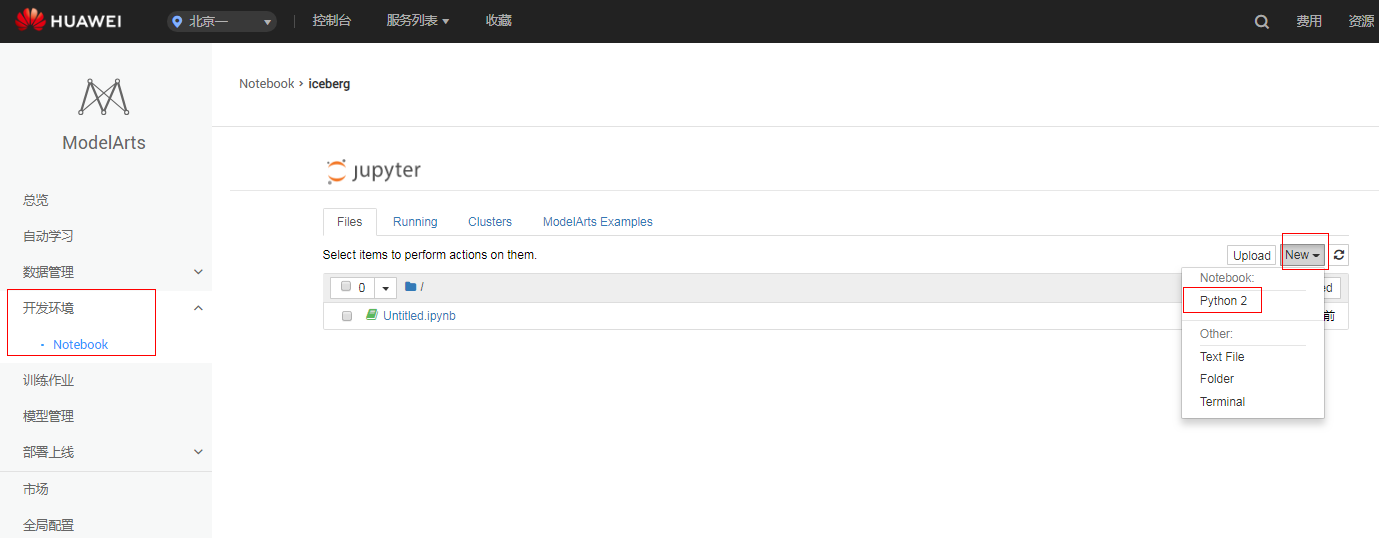 HUAWEI 北京一 控制台 服务列表 收藏 费用 资源
ModelArts
总览
自动学习
数据管理
开发环境
Notebook
训练作业
模型管理
部署上线
市场
全局配置
Notebook › iceberg
jupyter
Files Running Clusters ModelArts Examples
Select items to perform actions on them.
Upload New
0 /
Untitled.ipynb 前
Notebook:
Python 2
Other:
Text File
Folder
Terminal